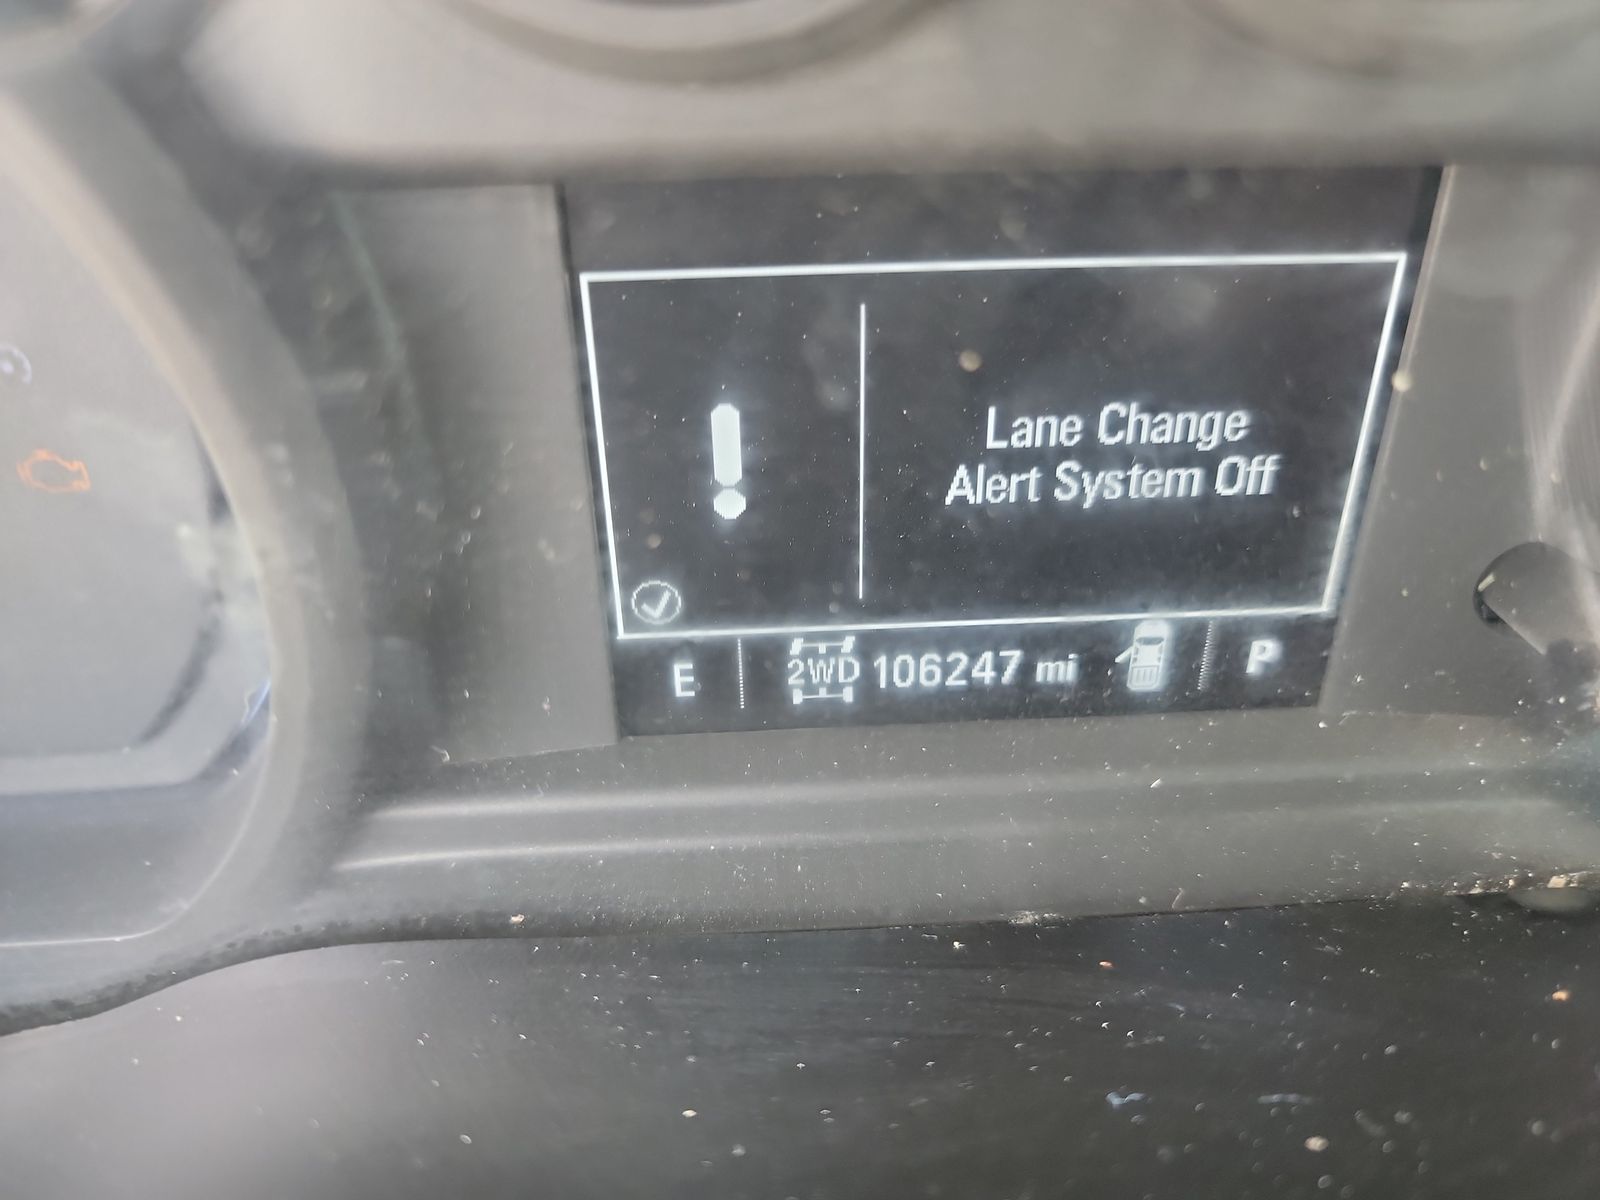 Lane Change
Alert System Off
E 2WD 106247 mi P